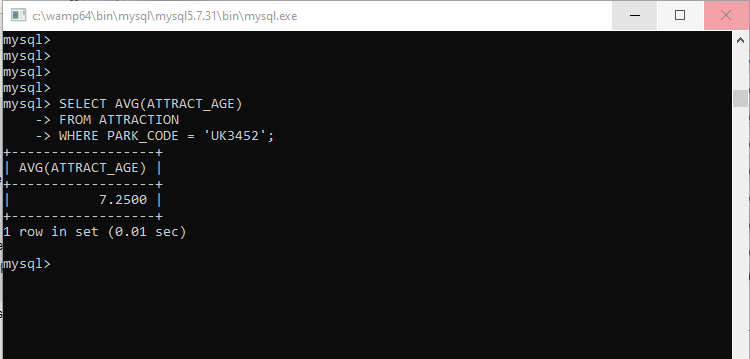 c:\wamp64\bin\mysql\mysql5.7.31\bin\mysql.exe
mysql>
mysql>
mysql>
mysql>
mysql> SELECT AVG(ATTRACT_AGE)
    -> FROM ATTRACTION
    -> WHERE PARK_CODE = 'UK3452';
+------------------+
| AVG(ATTRACT_AGE) |
+------------------+
|           7.2500 |
+------------------+
1 row in set (0.01 sec)

mysql>